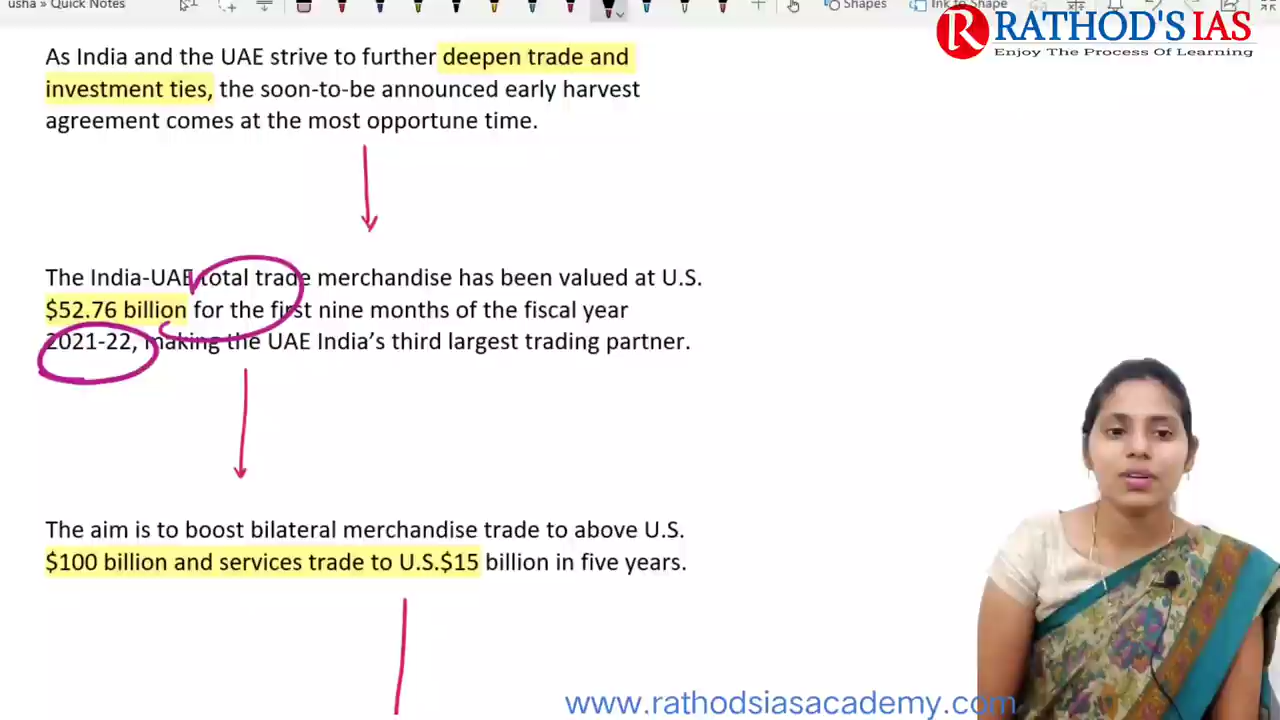 usha » Quick Notes
Shapes
Ink to Shape
RATHOD'S IAS
Enjoy The Process Of Learning
As India and the UAE strive to further deepen trade and
investment ties, the soon-to-be announced early harvest
agreement comes at the most opportune time.
The India-UAE total trade merchandise has been valued at U.S.
$52.76 billion for the first nine months of the fiscal year
2021-22, making the UAE India’s third largest trading partner.
The aim is to boost bilateral merchandise trade to above U.S.
$100 billion and services trade to U.S.$15 billion in five years.
www.rathodsiasacademy.com